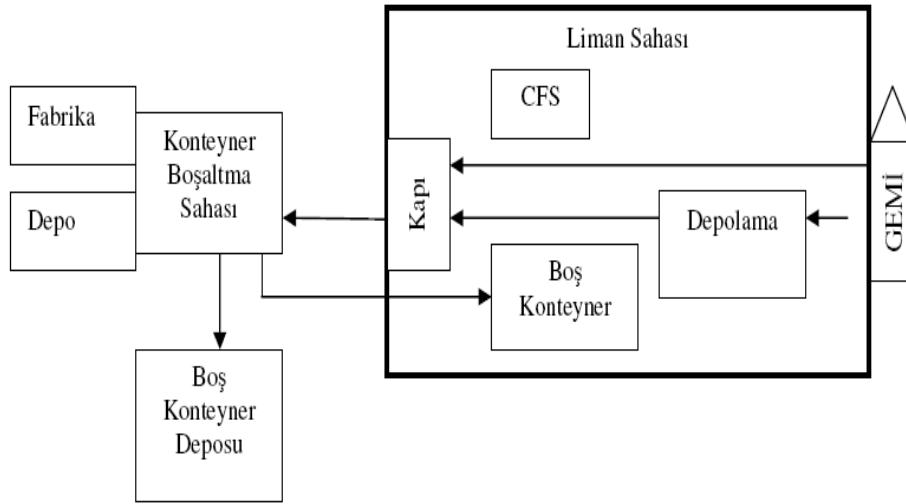 Liman Sahası
CFS
Fabrika
Konteyner
Boşaltma
Sahası
Depo
Kapı
Depolama
GEMİ
Boş
Konteyner
Boş
Konteyner
Deposu